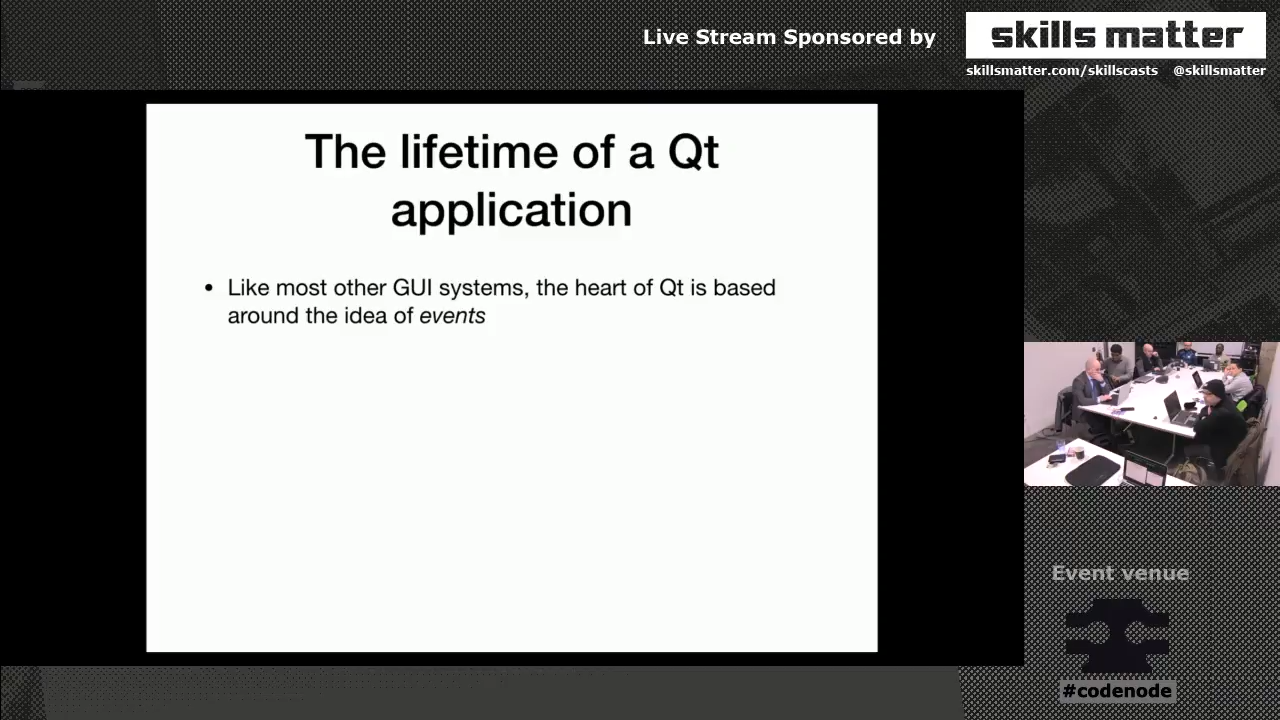 Live Stream Sponsored by
skills matter
skillsmatter.com/skillscasts @skillsmatter
The lifetime of a Qt
application
• Like most other GUI systems, the heart of Qt is based
around the idea of events
Event venue
#codenode